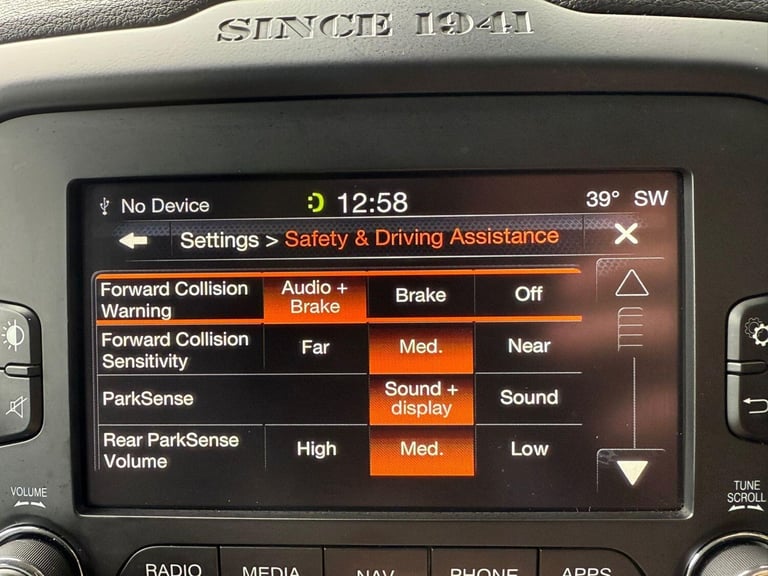 SINCE 1941
No Device 12:58 39° SW
Settings > Safety & Driving Assistance
Forward Collision Warning
Audio + Brake
Brake
Off
Forward Collision Sensitivity
Far
Med.
Near
ParkSense
Sound + display
Sound
Rear ParkSense Volume
High
Med.
Low
VOLUME
TUNE
SCROLL
RADIO MEDIA NAV PHONE APPS